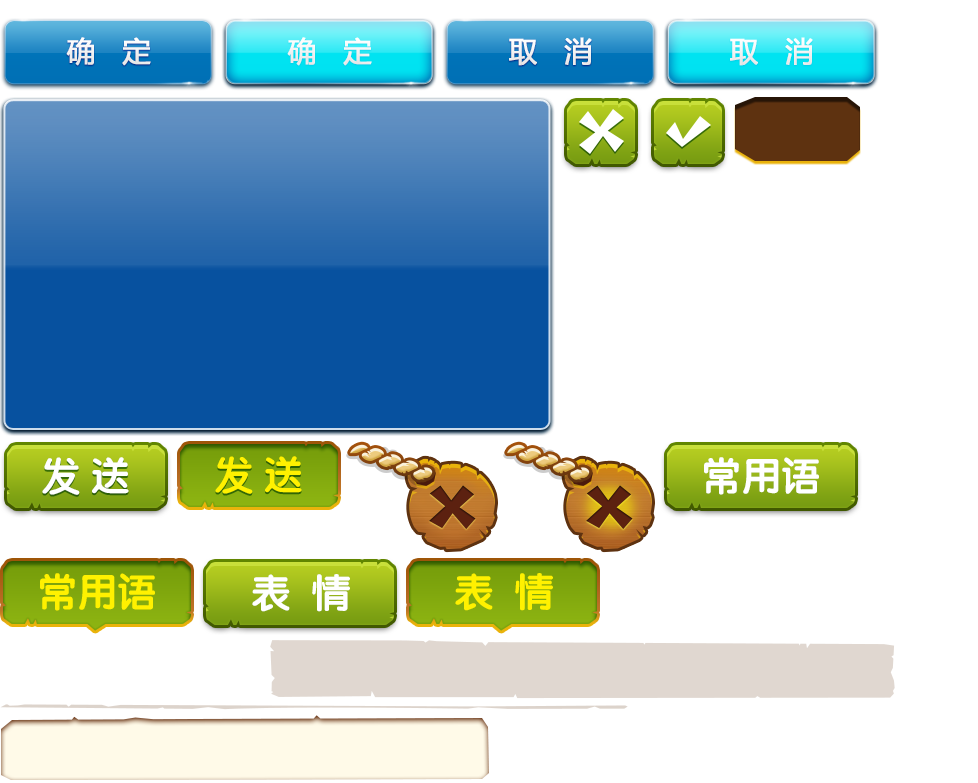 确 定 确 定 取 消 取 消
发 送 发 送 常用语
常用语 表 情 表 情